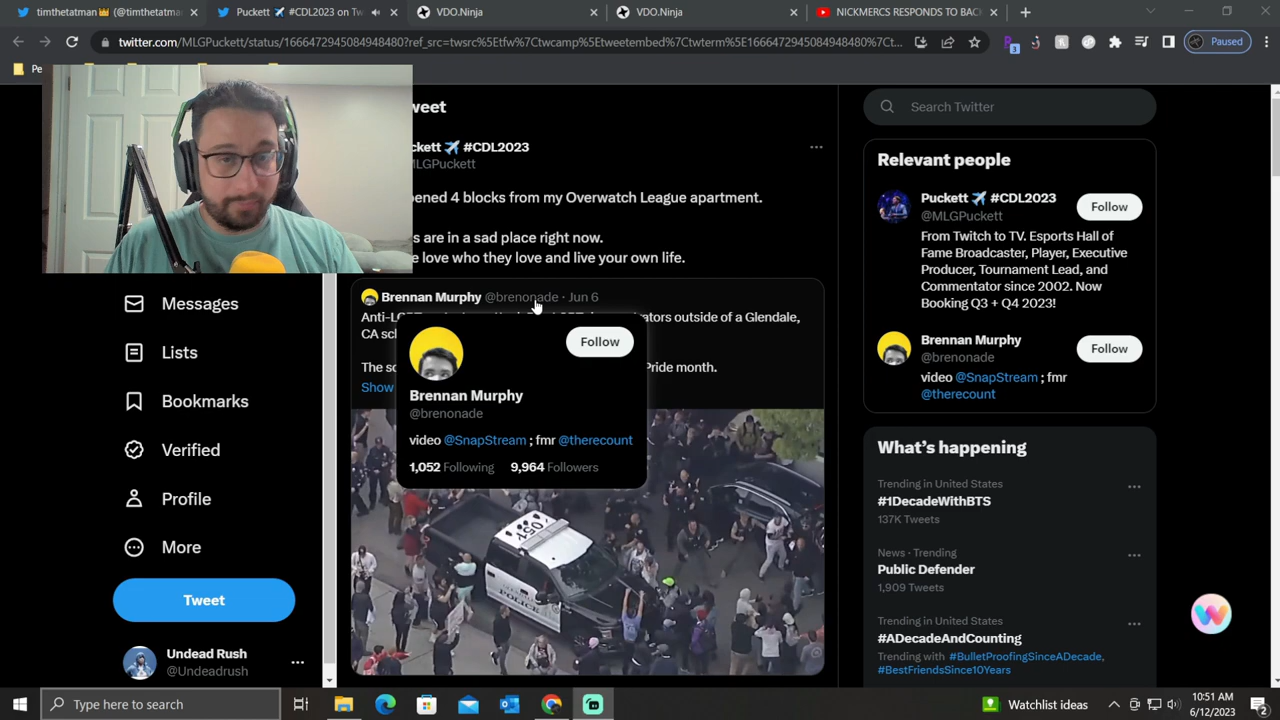 timthetatman👑 (@timthetatma
Puckett ✈️ #CDL2023 on Tw
VDO.Ninja
VDO.Ninja
NICKMERCS RESPONDS TO BAC
twitter.com/MLGPuckett/status/1666472945084948480?ref_src=twsrc%5Etfw%7Ctwcamp%5Etweetembed%7Ctwterm%5E1666472945084948480%7Ct...
3
Paused
Pe
weet
Search Twitter
ckett ✈️ #CDL2023
LGPuckett
ened 4 blocks from my Overwatch League apartment.
s are in a sad place right now.
e love who they love and live your own life.
Brennan Murphy @brenonade · Jun 6
ators outside of a Glendale,
CA sc
The sc
Pride month.
Show
Follow
Brennan Murphy
@brenonade
video @SnapStream ; fmr @therecount
1,052 Following 9,964 Followers
POLICE
Messages
Lists
Bookmarks
Verified
Profile
More
Tweet
Undead Rush
@Undeadrush
Relevant people
Puckett ✈️ #CDL2023
@MLGPuckett
Follow
From Twitch to TV. Esports Hall of
Fame Broadcaster, Player, Executive
Producer, Tournament Lead, and
Commentator since 2002. Now
Booking Q3 + Q4 2023!
Brennan Murphy
@brenonade
Follow
video @SnapStream ; fmr
@therecount
What's happening
Trending in United States
#1DecadeWithBTS
137K Tweets
News · Trending
Public Defender
1,909 Tweets
Trending in United States
#ADecadeAndCounting
Trending with #BulletProofingSinceADecade,
#BestFriendsSince10Years
Type here to search
Watchlist ideas
10:51 AM
6/12/2023
2